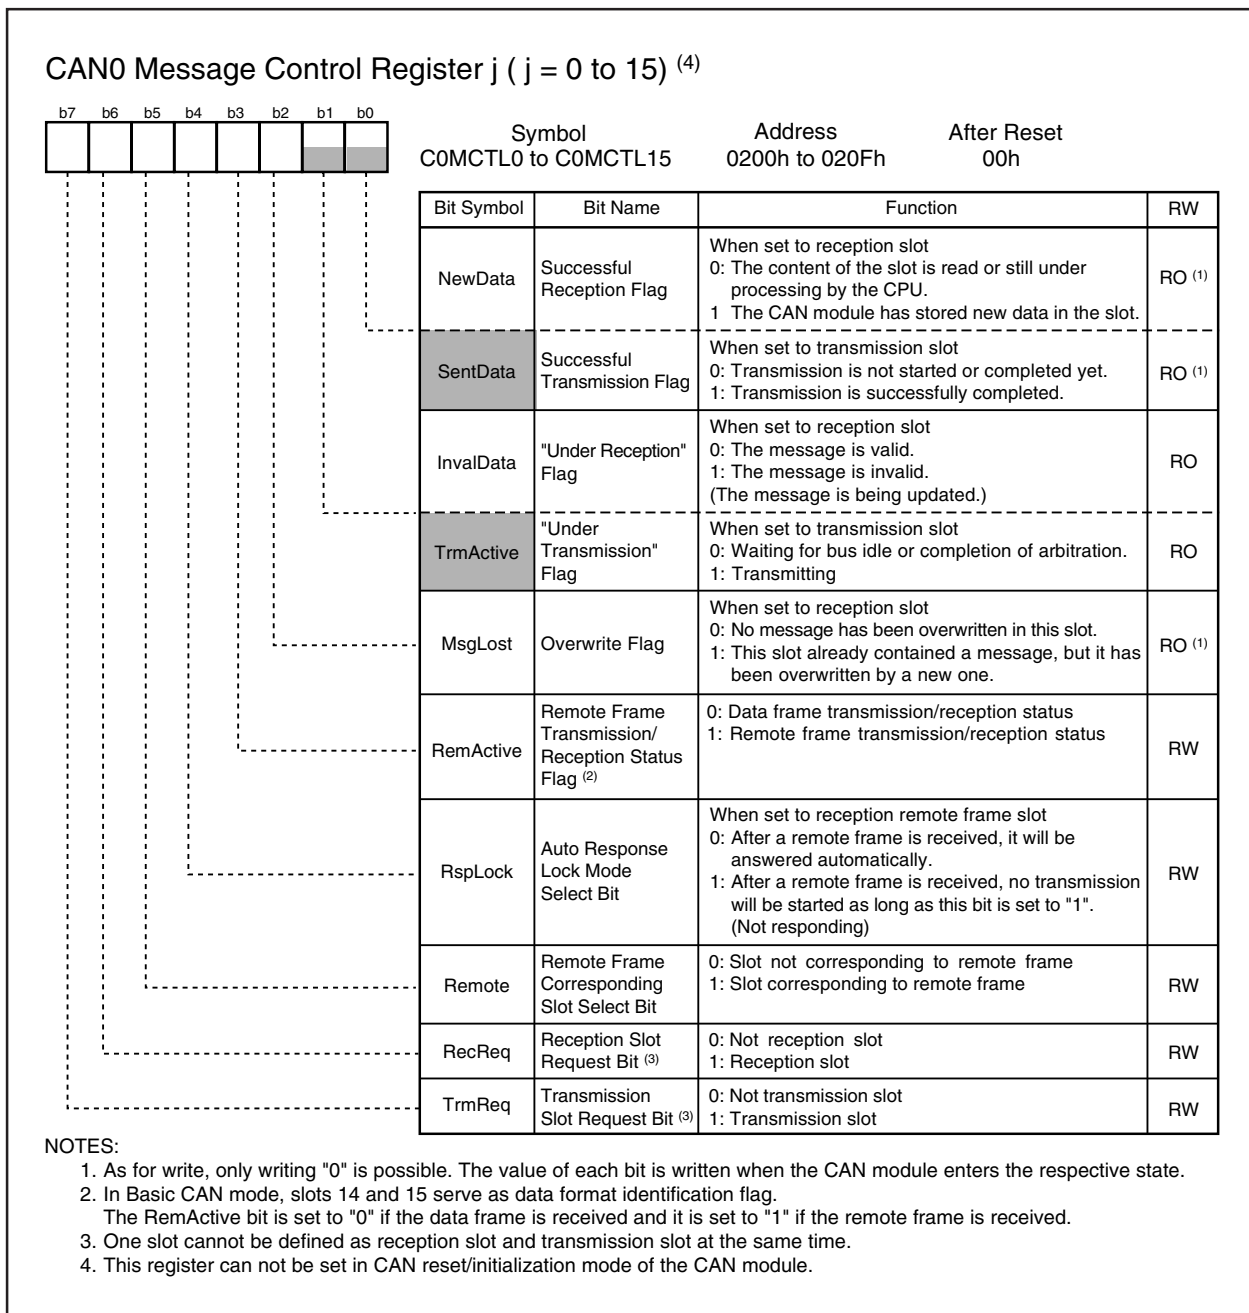 CAN0 Message Control Register j ( j = 0 to 15) (4)
b7 b6 b5 b4 b3 b2 b1 b0
Symbol Address After Reset
C0MCTL0 to C0MCTL15 0200h to 020Fh 00h
Bit Symbol Bit Name Function RW
NewData
Successful
Reception Flag
When set to reception slot
0: The content of the slot is read or still under
processing by the CPU.
1 The CAN module has stored new data in the slot.
RO (1)
SentData
Successful
Transmission Flag
When set to transmission slot
0: Transmission is not started or completed yet.
1: Transmission is successfully completed.
RO (1)
InvalData
"Under Reception"
Flag
When set to reception slot
0: The message is valid.
1: The message is invalid.
(The message is being updated.)
RO
TrmActive
"Under
Transmission"
Flag
When set to transmission slot
0: Waiting for bus idle or completion of arbitration.
1: Transmitting
RO
MsgLost
Overwrite Flag
When set to reception slot
0: No message has been overwritten in this slot.
1: This slot already contained a message, but it has
been overwritten by a new one.
RO (1)
RemActive
Remote Frame
Transmission/
Reception Status
Flag (2)
0: Data frame transmission/reception status
1: Remote frame transmission/reception status
RW
RspLock
Auto Response
Lock Mode
Select Bit
When set to reception remote frame slot
0: After a remote frame is received, it will be
answered automatically.
1: After a remote frame is received, no transmission
will be started as long as this bit is set to "1".
(Not responding)
RW
Remote
Remote Frame
Corresponding
Slot Select Bit
0: Slot not corresponding to remote frame
1: Slot corresponding to remote frame
RW
RecReq
Reception Slot
Request Bit (3)
0: Not reception slot
1: Reception slot
RW
TrmReq
Transmission
Slot Request Bit (3)
0: Not transmission slot
1: Transmission slot
RW
NOTES:
1. As for write, only writing "0" is possible. The value of each bit is written when the CAN module enters the respective state.
2. In Basic CAN mode, slots 14 and 15 serve as data format identification flag.
The RemActive bit is set to "0" if the data frame is received and it is set to "1" if the remote frame is received.
3. One slot cannot be defined as reception slot and transmission slot at the same time.
4. This register can not be set in CAN reset/initialization mode of the CAN module.